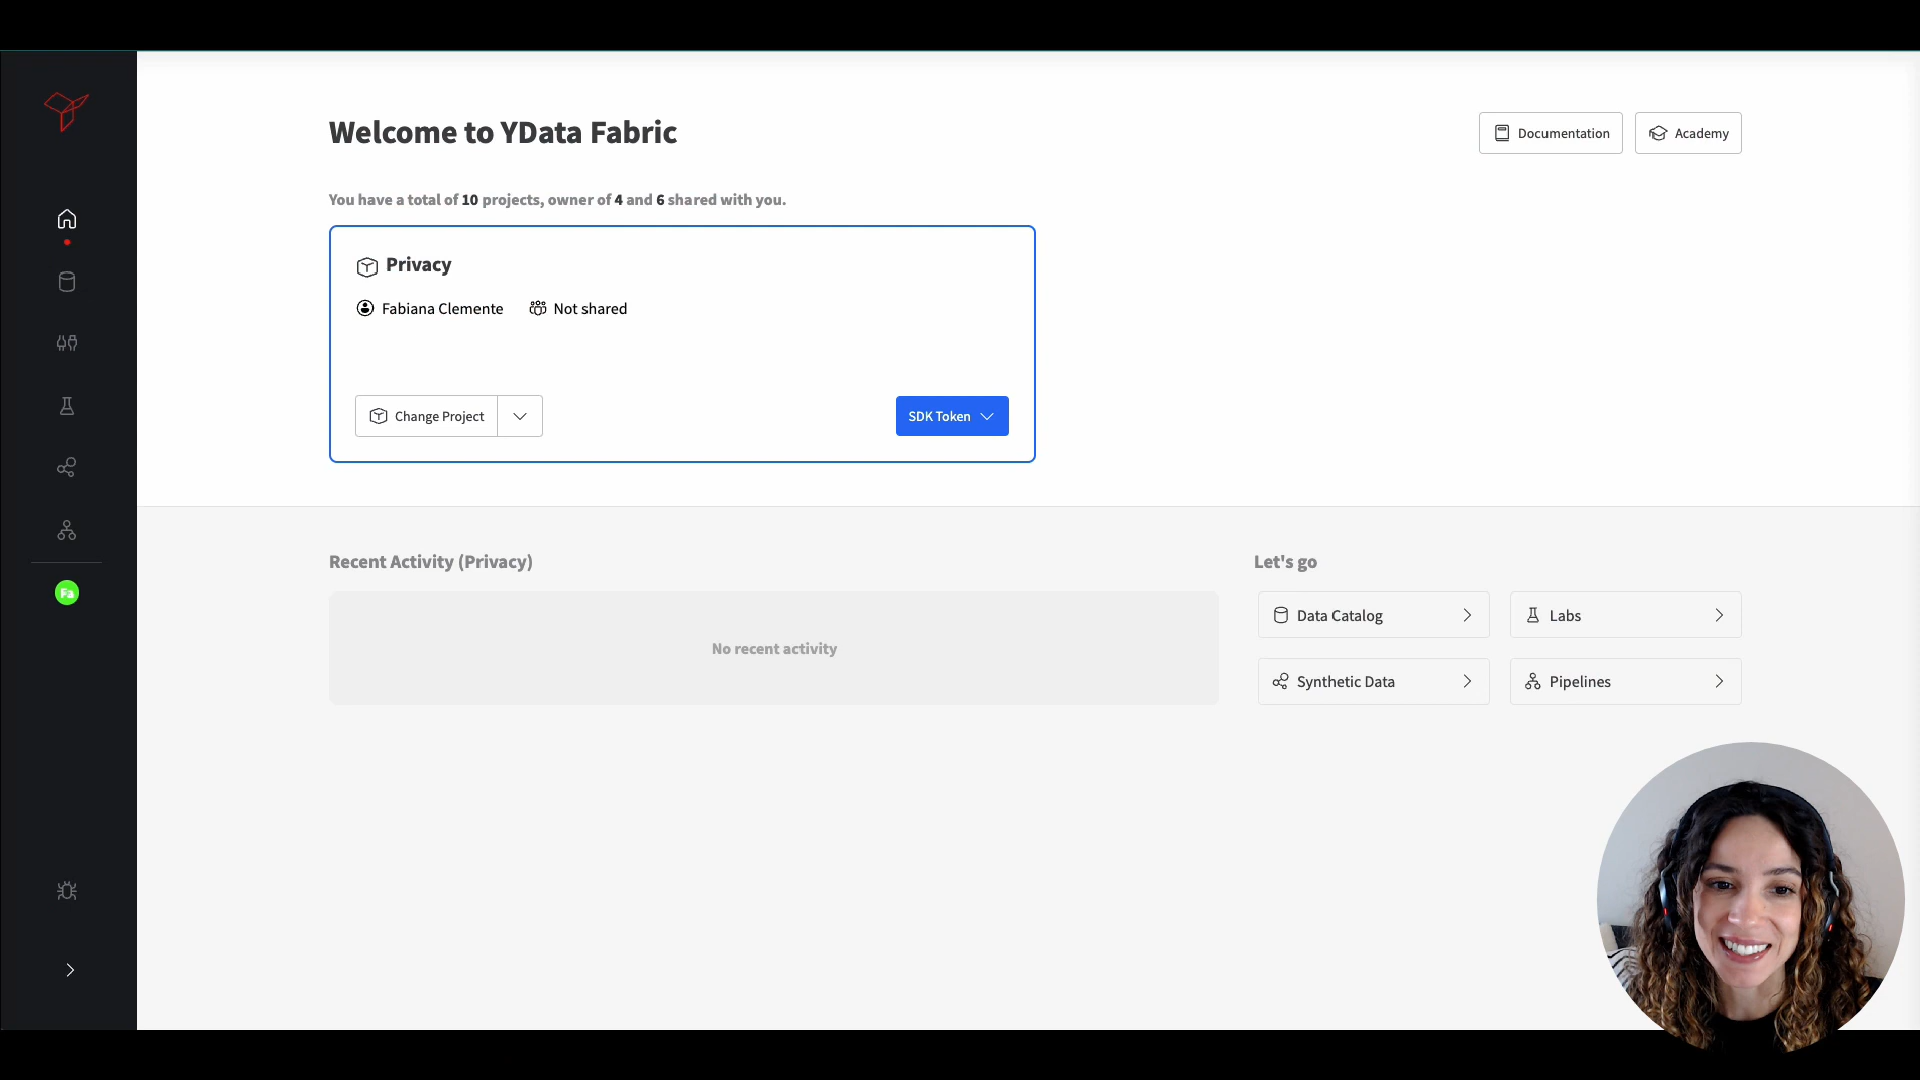 Welcome to YData Fabric
Documentation
Academy
You have a total of 10 projects, owner of 4 and 6 shared with you.
Privacy
Fabiana Clemente
Not shared
Change Project
SDK Token
Recent Activity (Privacy)
Let's go
No recent activity
Data Catalog
Labs
Synthetic Data
Pipelines
Fa